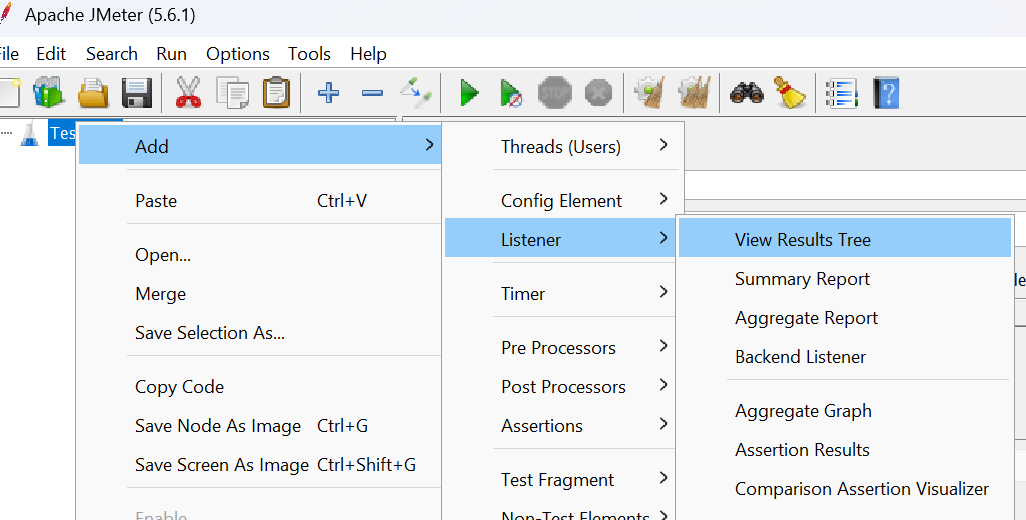 Apache JMeter (5.6.1)
File Edit Search Run Options Tools Help
STOP
?
Tes
Add
Paste Ctrl+V
Open...
Merge
Save Selection As...
Copy Code
Save Node As Image Ctrl+G
Save Screen As Image Ctrl+Shift+G
Enable
Threads (Users)
Config Element
Listener
Timer
Pre Processors
Post Processors
Assertions
Test Fragment
Non-Test Elements
View Results Tree
Summary Report
Aggregate Report
Backend Listener
Aggregate Graph
Assertion Results
Comparison Assertion Visualizer